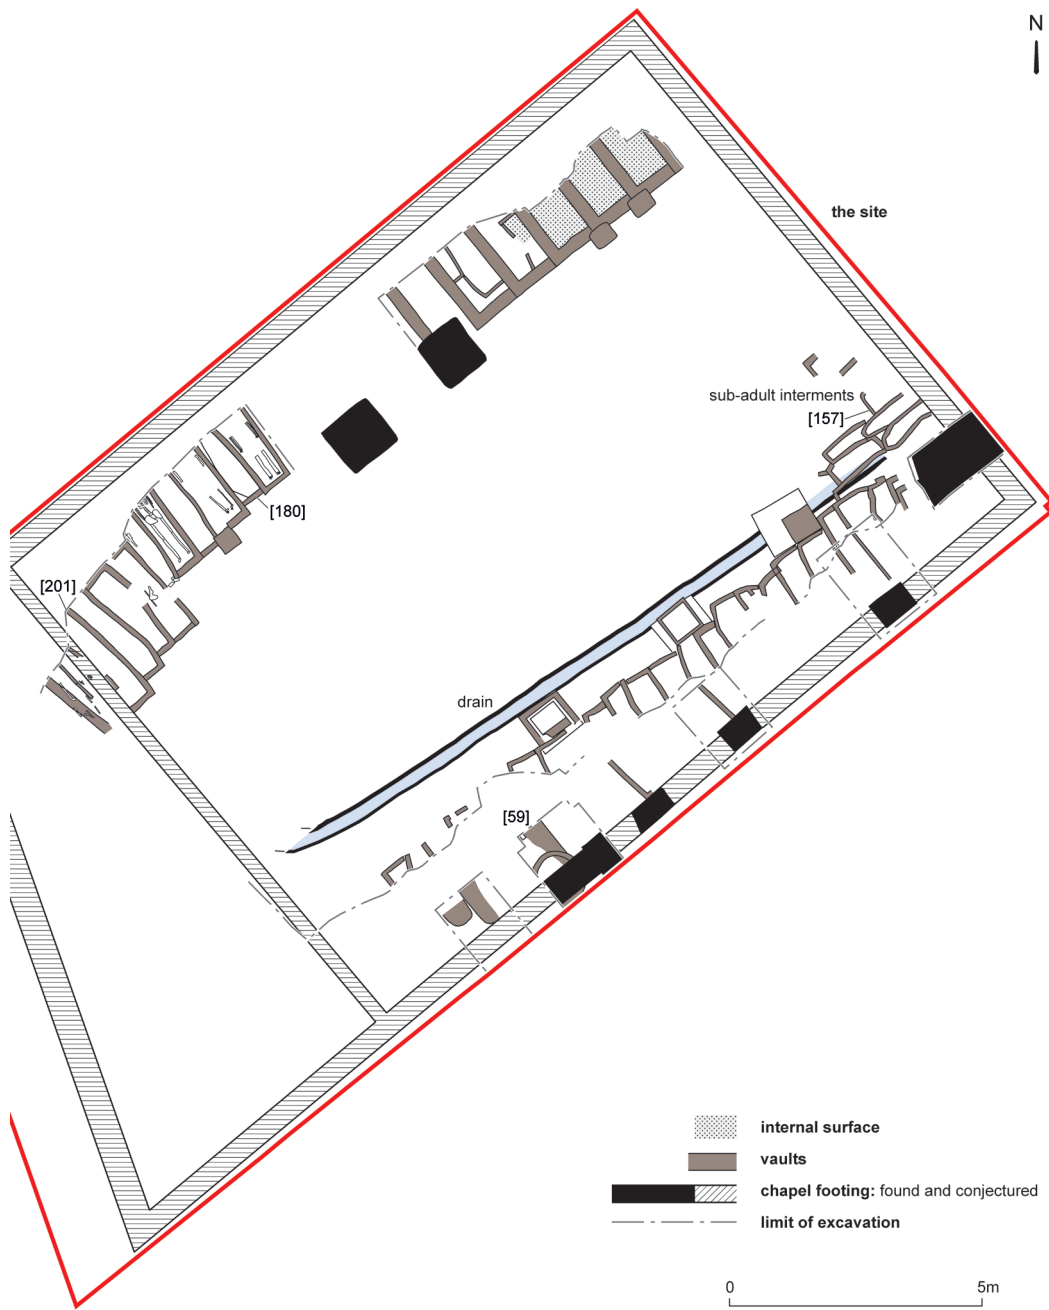 N
the site
sub-adult interments
[157]
[180]
[201]
drain
[59]
internal surface
vaults
chapel footing: found and conjectured
limit of excavation
0 5m